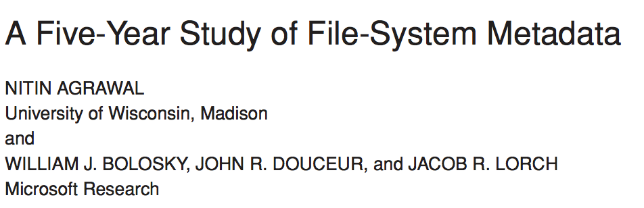 A Five-Year Study of File-System Metadata
NITIN AGRAWAL
University of Wisconsin, Madison
and
WILLIAM J. BOLOSKY, JOHN R. DOUCEUR, and JACOB R. LORCH
Microsoft Research